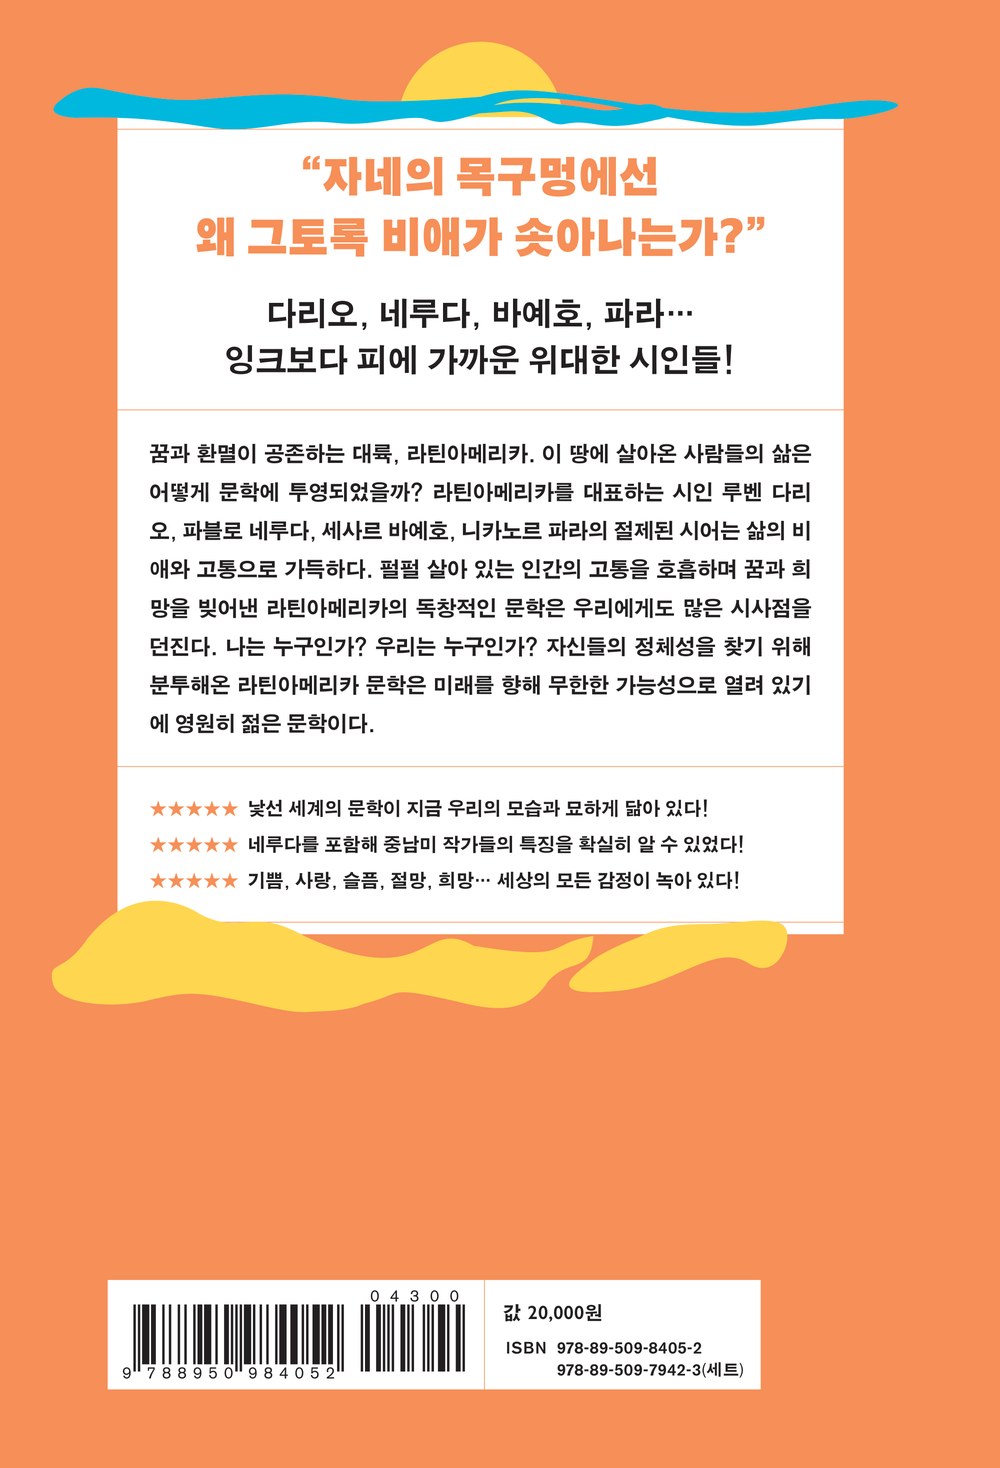 “자네의 목구멍에선
왜 그토록 비애가 솟아나는가?”
다리오, 네루다, 바예호, 파라…
잉크보다 피에 가까운 위대한 시인들!
꿈과 환멸이 공존하는 대륙, 라틴아메리카. 이 땅에 살아온 사람들의 삶은
어떻게 문학에 투영되었을까? 라틴아메리카를 대표하는 시인 루벤 다리
오, 파블로 네루다, 세사르 바예호, 니카노르 파라의 절제된 시어는 삶의 비
애와 고통으로 가득하다. 펄펄 살아 있는 인간의 고통을 호흡하며 꿈과 희
망을 빚어낸 라틴아메리카의 독창적인 문학은 우리에게도 많은 시사점을
던진다. 나는 누구인가? 우리는 누구인가? 자신들의 정체성을 찾기 위해
분투해온 라틴아메리카 문학은 미래를 향해 무한한 가능성으로 열려 있기
에 영원히 젊은 문학이다.
★★★★★ 낯선 세계의 문학이 지금 우리의 모습과 묘하게 닮아 있다!
★★★★★ 네루다를 포함해 중남미 작가들의 특징을 확실히 알 수 있었다!
★★★★★ 기쁨, 사랑, 슬픔, 절망, 희망… 세상의 모든 감정이 녹아 있다!
04300
9 788950 984052
값 20,000원
ISBN 978-89-509-8405-2
978-89-509-7942-3(세트)